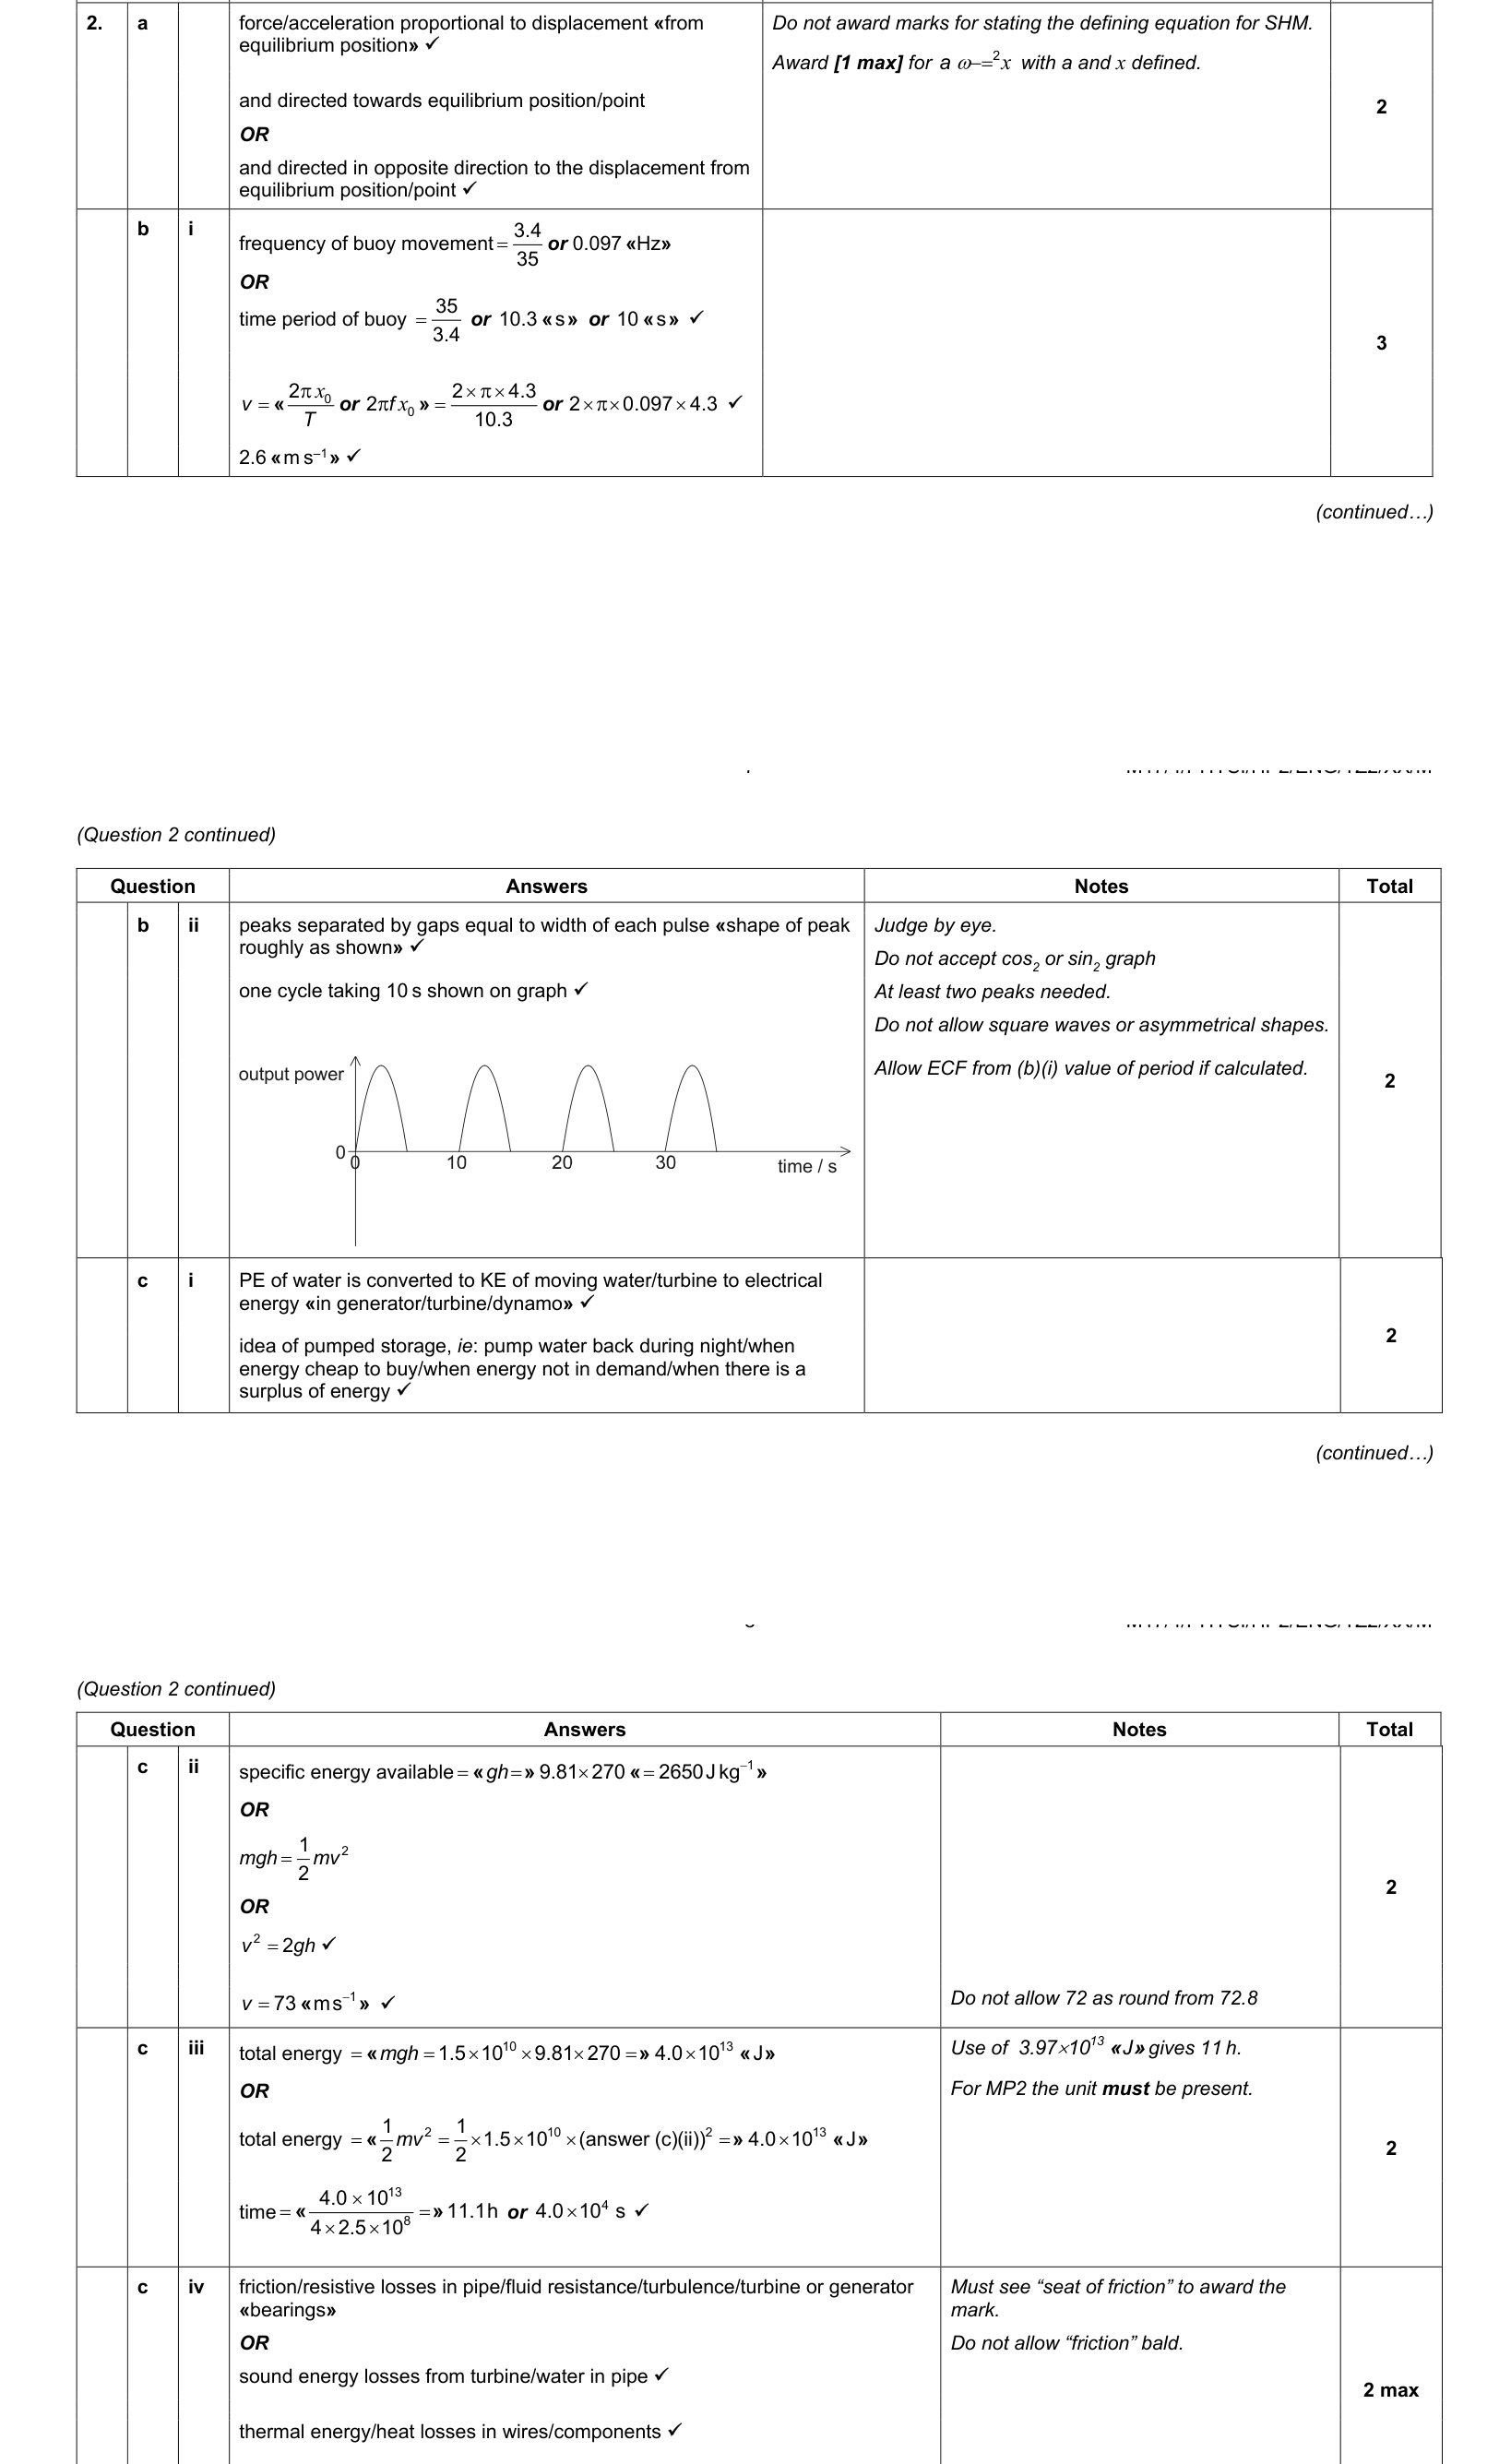 2. a force/acceleration proportional to displacement «from equilibrium position» ✓
Do not award marks for stating the defining equation for SHM.
Award [1 max] for a ω–=²x with a and x defined.
2
and directed towards equilibrium position/point
OR
and directed in opposite direction to the displacement from
equilibrium position/point ✓
b i frequency of buoy movement = 3.4/35 or 0.097 «Hz»
OR
time period of buoy = 35/3.4 or 10.3 «s» or 10 «s» ✓
3
v = « 2πx₀/T or 2πfx₀ » = 2×π×4.3/10.3 or 2×π×0.097×4.3 ✓
2.6 «m s⁻¹» ✓
(continued…)
(Question 2 continued)
Question Answers Notes Total
b ii peaks separated by gaps equal to width of each pulse «shape of peak
roughly as shown» ✓
one cycle taking 10 s shown on graph ✓
output power
0
0 10 20 30 time / s
Judge by eye.
Do not accept cos₂ or sin₂ graph
At least two peaks needed.
Do not allow square waves or asymmetrical shapes.
Allow ECF from (b)(i) value of period if calculated.
2
c i PE of water is converted to KE of moving water/turbine to electrical
energy «in generator/turbine/dynamo» ✓
idea of pumped storage, ie: pump water back during night/when
energy cheap to buy/when energy not in demand/when there is a
surplus of energy ✓
2
(continued…)
(Question 2 continued)
Question Answers Notes Total
c ii specific energy available = «gh=» 9.81×270 «= 2650 J kg⁻¹»
OR
mgh = 1/2 mv²
OR
v² = 2gh ✓
v = 73 «m s⁻¹» ✓
Do not allow 72 as round from 72.8
2
c iii total energy = «mgh = 1.5×10¹⁰ ×9.81×270 =» 4.0×10¹³ «J»
OR
total energy = « 1/2 mv² = 1/2 ×1.5×10¹⁰ ×(answer (c)(ii))² =» 4.0×10¹³ «J»
time = « 4.0×10¹³/4×2.5×10⁸ =» 11.1h or 4.0×10⁴ s ✓
Use of 3.97×10¹³ «J» gives 11 h.
For MP2 the unit must be present.
2
c iv friction/resistive losses in pipe/fluid resistance/turbulence/turbine or generator
«bearings»
OR
sound energy losses from turbine/water in pipe ✓
thermal energy/heat losses in wires/components ✓
Must see “seat of friction” to award the
mark.
Do not allow “friction” bald.
2 max